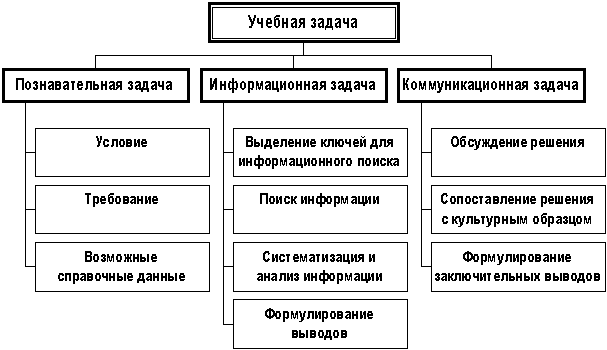 Учебная задача
Познавательная задача
Информационная задача
Коммуникационная задача
Условие
Требование
Возможные
справочные данные
Выделение ключей для
информационного поиска
Поиск информации
Систематизация и
анализ информации
Формулирование
выводов
Обсуждение решения
Сопоставление решения
с культурным образцом
Формулирование
заключительных выводов